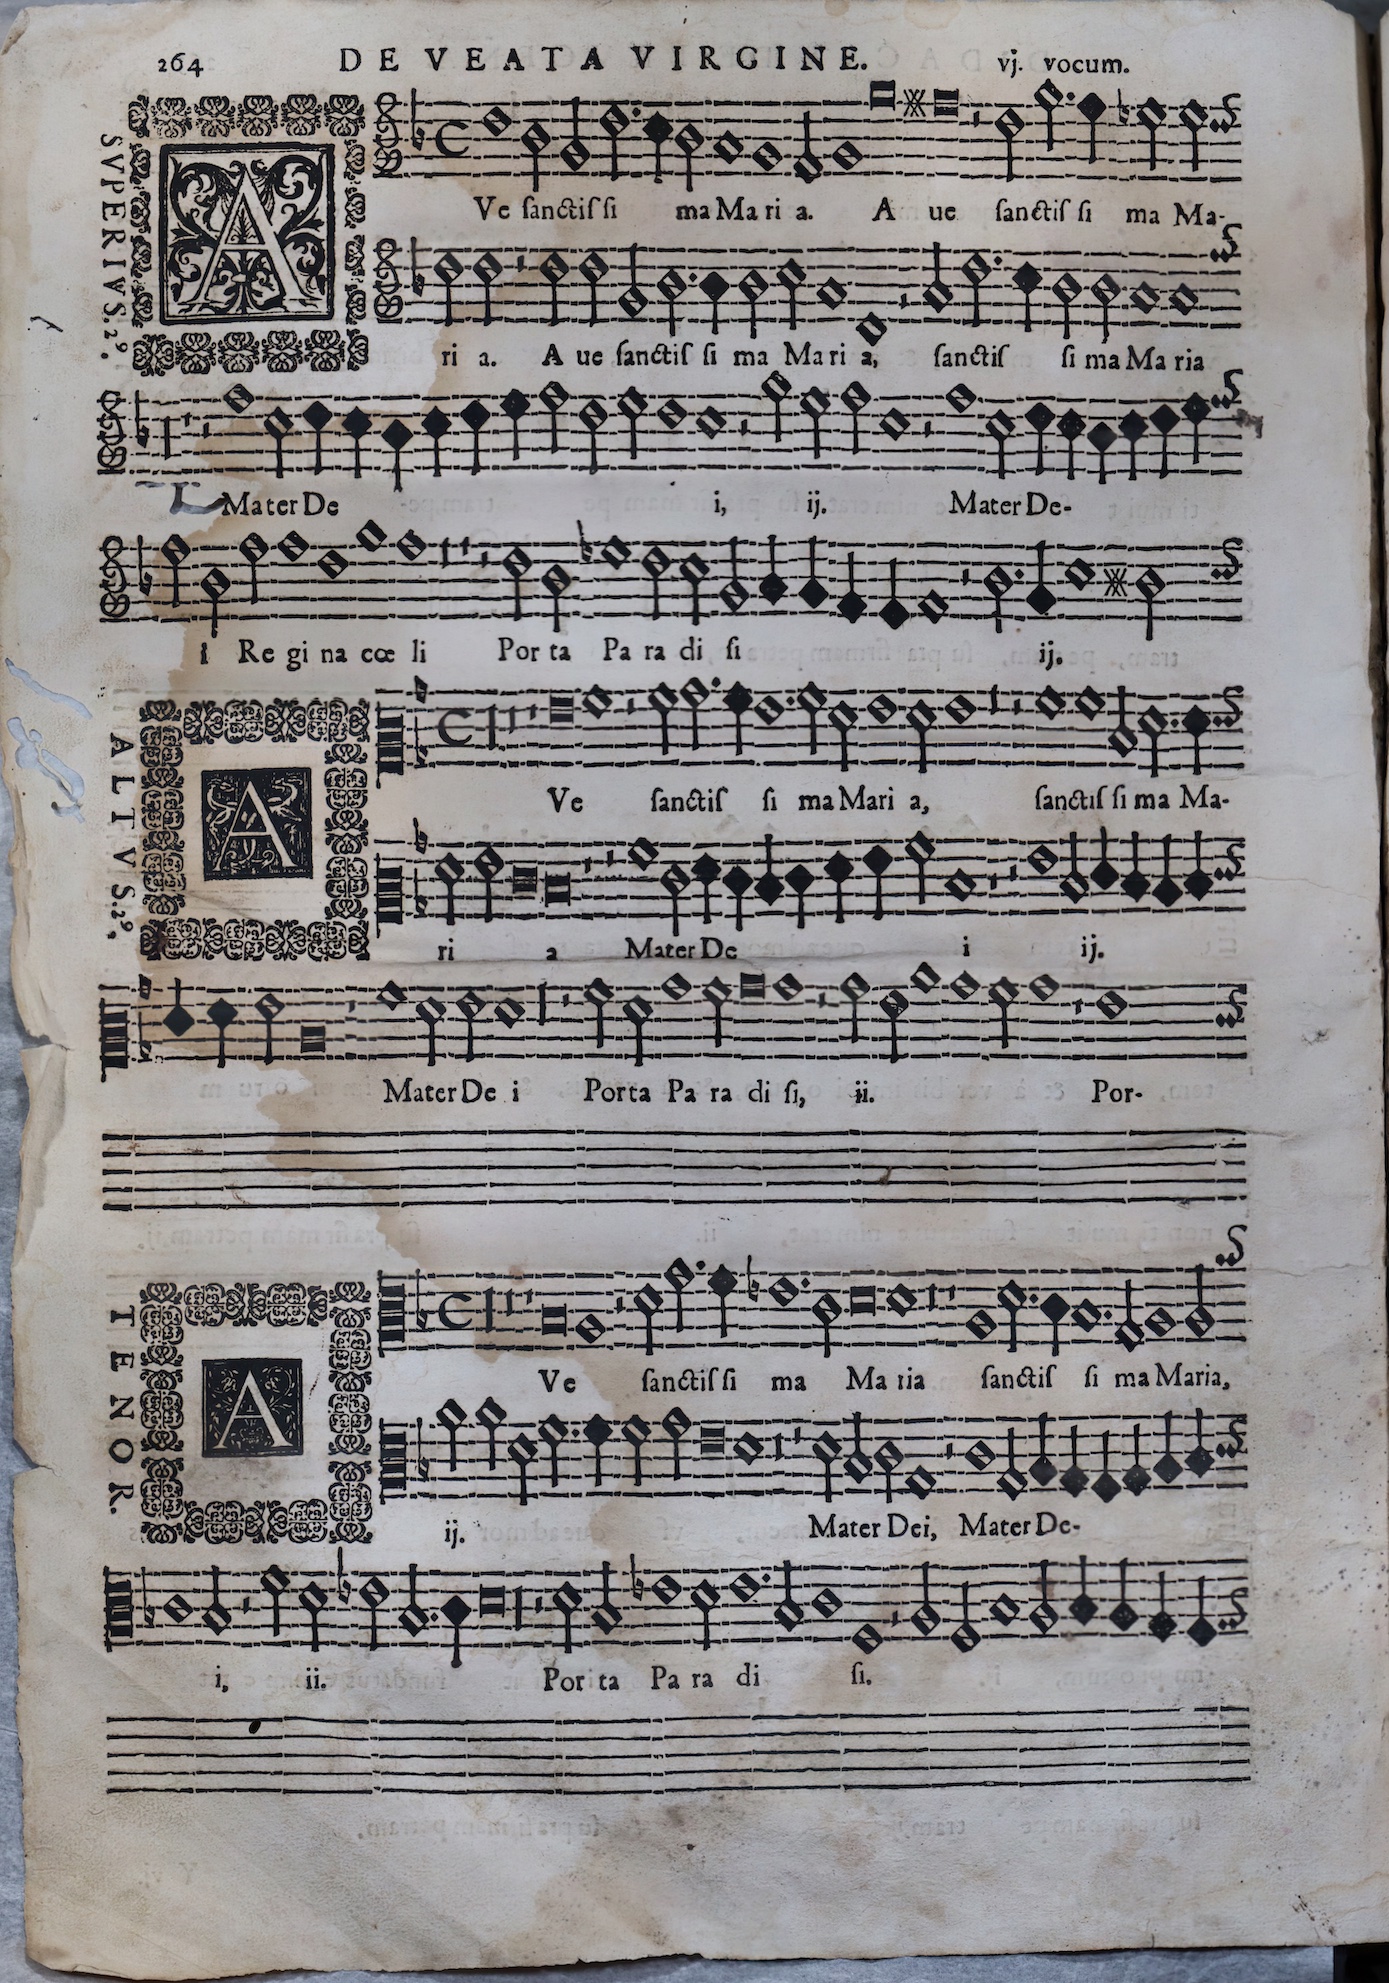 264 DE VEATA VIRGINE. vj. vocum.
SVPERIVS. 29.
A
Ve sanctiſ ſi ma Ma ri a. A ue sanctiſ ſi ma Ma-
ri a. A ue ſanctiſ ſi ma Ma ri a, ſanctiſ ſi ma Ma ria
Mater De i, ij. Mater De-
i Re gi na cœ li Por ta Pa ra di ſi ij.
ALTVS. 29.
A
Ve ſanctiſ ſi ma Mari a, ſanctiſ ſi ma Ma-
ri a Mater De i ij.
Mater De i Porta Pa ra di ſi, ii. Por-
TENOR.
A
Ve ſanctiſ ſi ma Ma ria ſanctiſ ſi ma Maria,
ij. Mater Dei, Mater De-
i, ii. Por ta Pa ra di ſi.